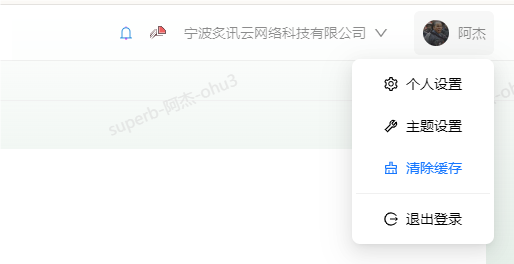 宁波炙讯云网络科技有限公司 阿杰
个人设置
superb-阿杰-ohu3
主题设置
清除缓存
退出登录